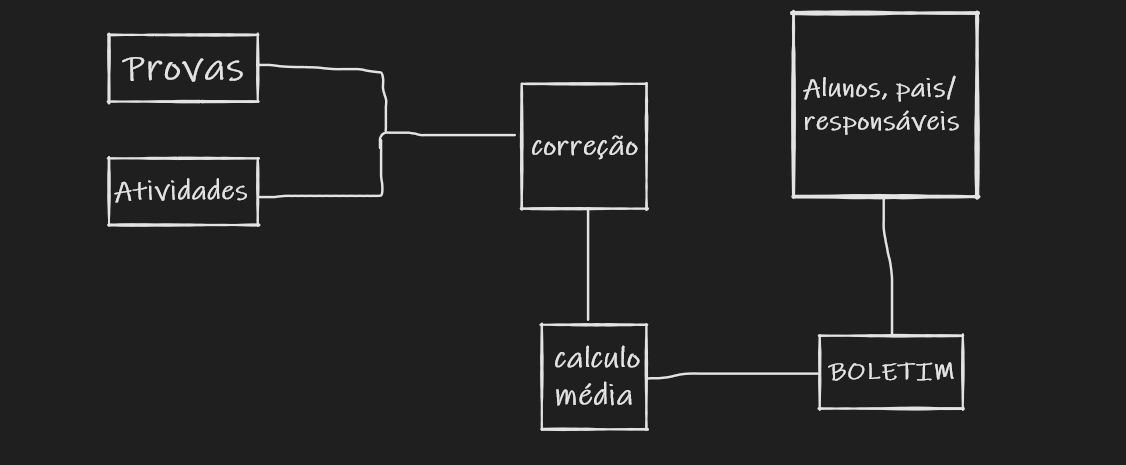 Provas
Atividades
correção
calculo
média
BOLETIM
Alunos, pais/
responsáveis